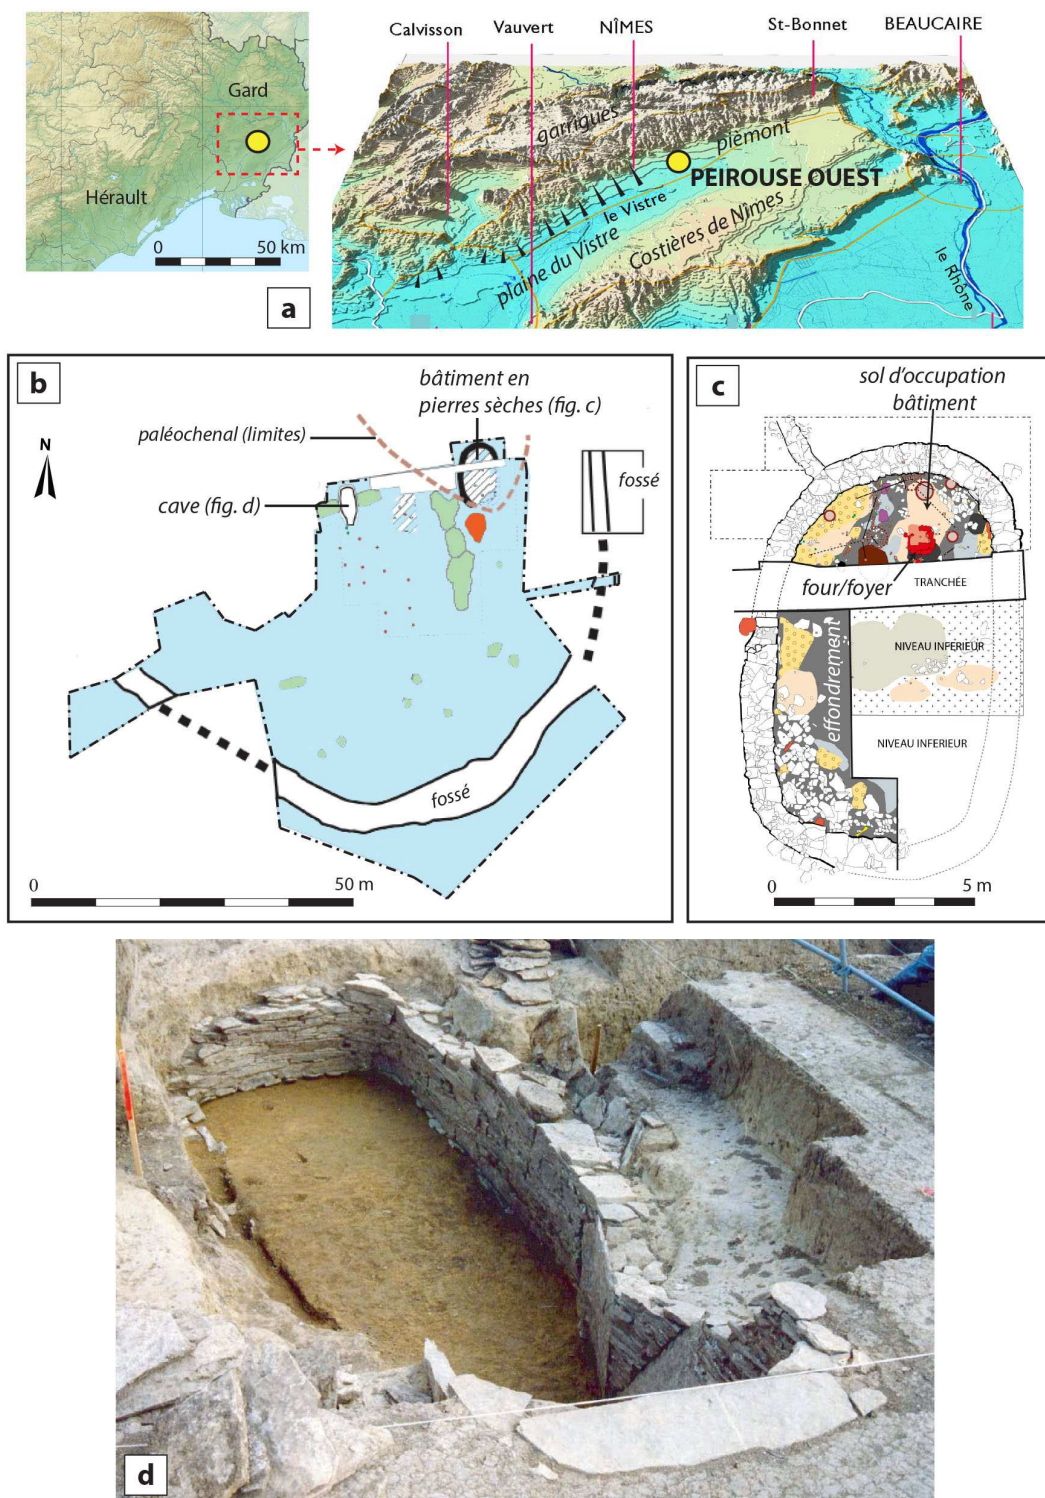 Gard
Hérault
0 50 km
a
Calvisson
Vauvert
NÎMES
St-Bonnet
BEAUCAIRE
garrigues
piémont
PEIROUSE OUEST
le Vistre
plaine du Vistre
Costières de Nîmes
le Rhône
b
bâtiment en
pierres sèches (fig. c)
paléochenal (limites)
N
cave (fig. d)
fossé
fossé
0 50 m
c
sol d'occupation
bâtiment
four/foyer
TRANCHÉE
effondrement
NIVEAU INFERIEUR
NIVEAU INFERIEUR
0 5 m
d